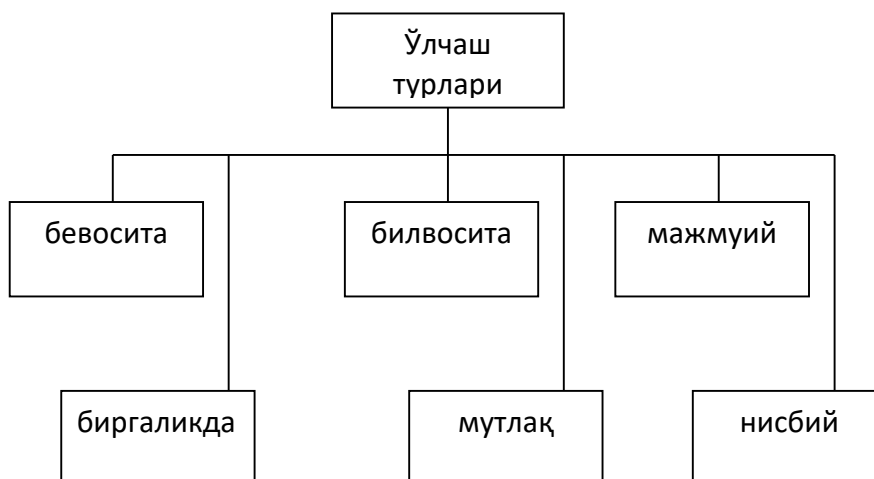 Ўлчаш
турлари
бевосита
билвосита
мажмуий
биргаликда
мутлақ
нисбий